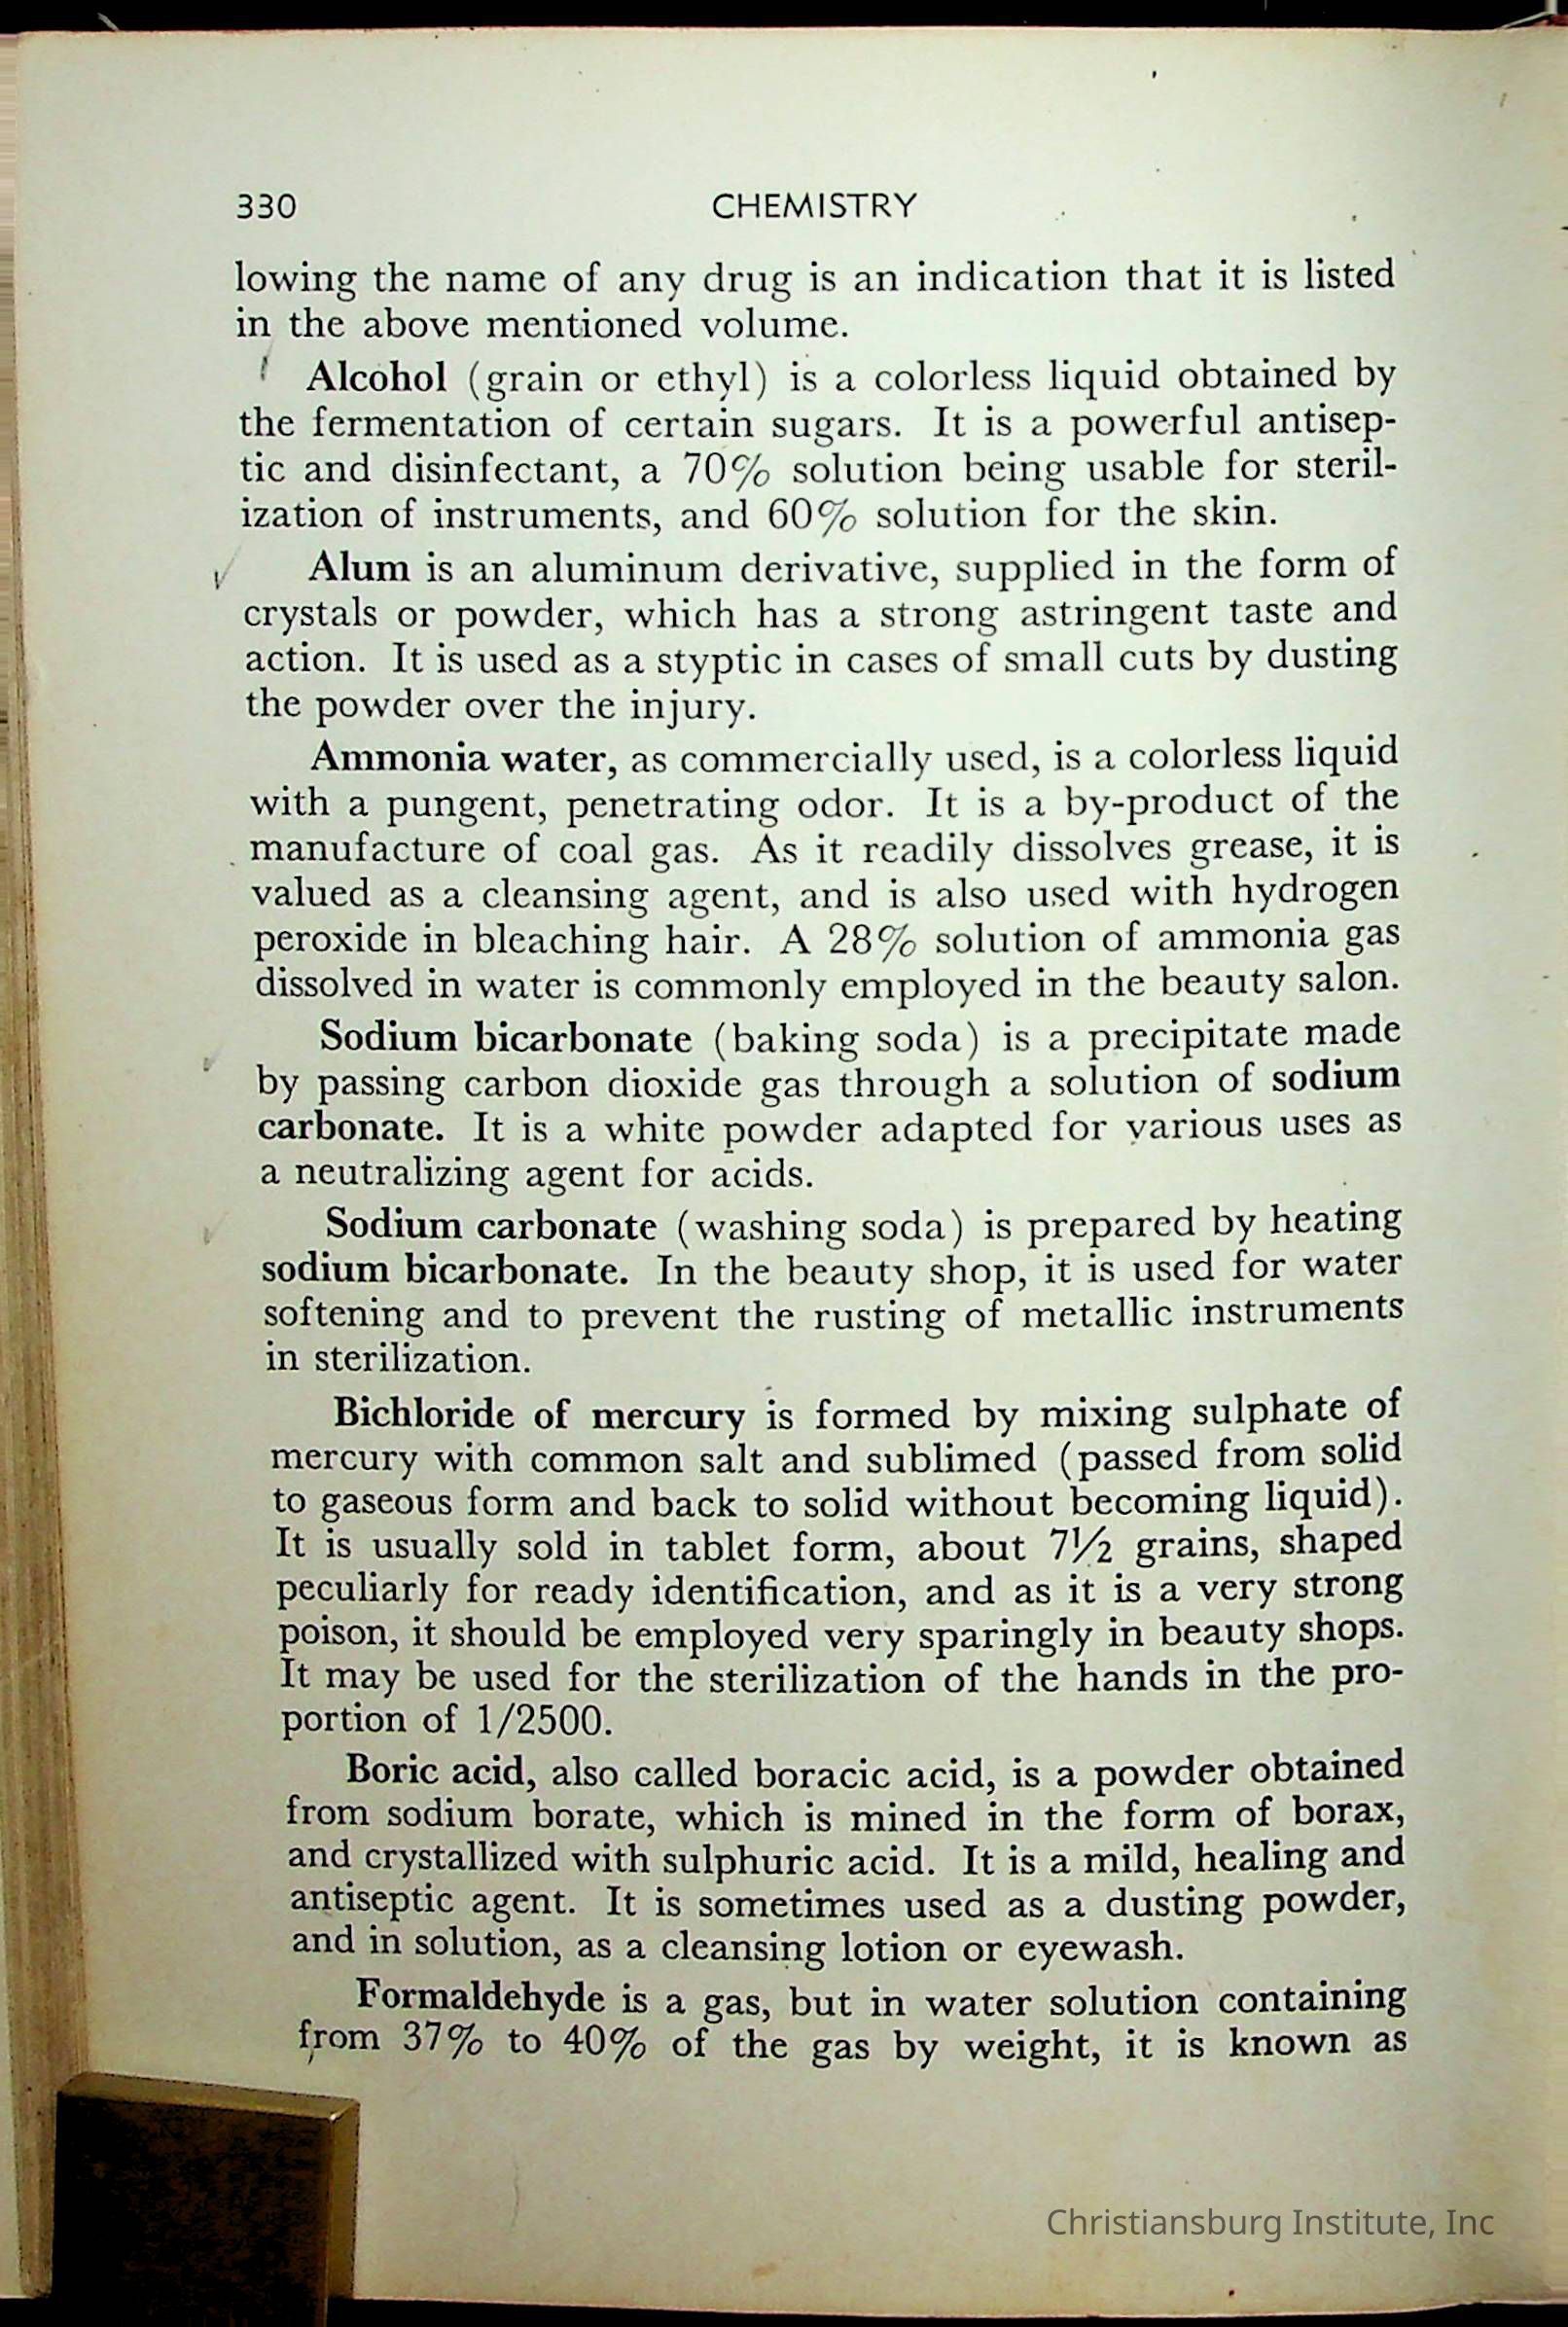 330 CHEMISTRY
lowing the name of any drug is an indication that it is listed
in the above mentioned volume.
Alcohol (grain or ethyl) is a colorless liquid obtained by
the fermentation of certain sugars. It is a powerful antisep-
tic and disinfectant, a 70% solution being usable for steril-
ization of instruments, and 60% solution for the skin.
Alum is an aluminum derivative, supplied in the form of
crystals or powder, which has a strong astringent taste and
action. It is used as a styptic in cases of small cuts by dusting
the powder over the injury.
Ammonia water, as commercially used, is a colorless liquid
with a pungent, penetrating odor. It is a by-product of the
manufacture of coal gas. As it readily dissolves grease, it is
valued as a cleansing agent, and is also used with hydrogen
peroxide in bleaching hair. A 28% solution of ammonia gas
dissolved in water is commonly employed in the beauty salon.
Sodium bicarbonate (baking soda) is a precipitate made
by passing carbon dioxide gas through a solution of sodium
carbonate. It is a white powder adapted for various uses as
a neutralizing agent for acids.
Sodium carbonate (washing soda) is prepared by heating
sodium bicarbonate. In the beauty shop, it is used for water
softening and to prevent the rusting of metallic instruments
in sterilization.
Bichloride of mercury is formed by mixing sulphate of
mercury with common salt and sublimed (passed from solid
to gaseous form and back to solid without becoming liquid).
It is usually sold in tablet form, about 7½ grains, shaped
peculiarly for ready identification, and as it is a very strong
poison, it should be employed very sparingly in beauty shops.
It may be used for the sterilization of the hands in the pro-
portion of 1/2500.
Boric acid, also called boracic acid, is a powder obtained
from sodium borate, which is mined in the form of borax,
and crystallized with sulphuric acid. It is a mild, healing and
antiseptic agent. It is sometimes used as a dusting powder,
and in solution, as a cleansing lotion or eyewash.
Formaldehyde is a gas, but in water solution containing
from 37% to 40% of the gas by weight, it is known as
Christiansburg Institute, Inc